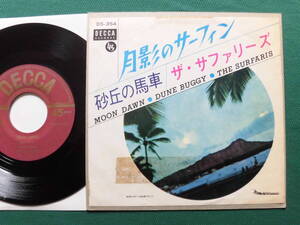 DS-354
DECCA
RECORDS
45
月影のサーフィン
砂丘の馬車 ザ・サファリーズ
MOON DAWN • DUNE BUGGY • THE SURFARIS
DECCA